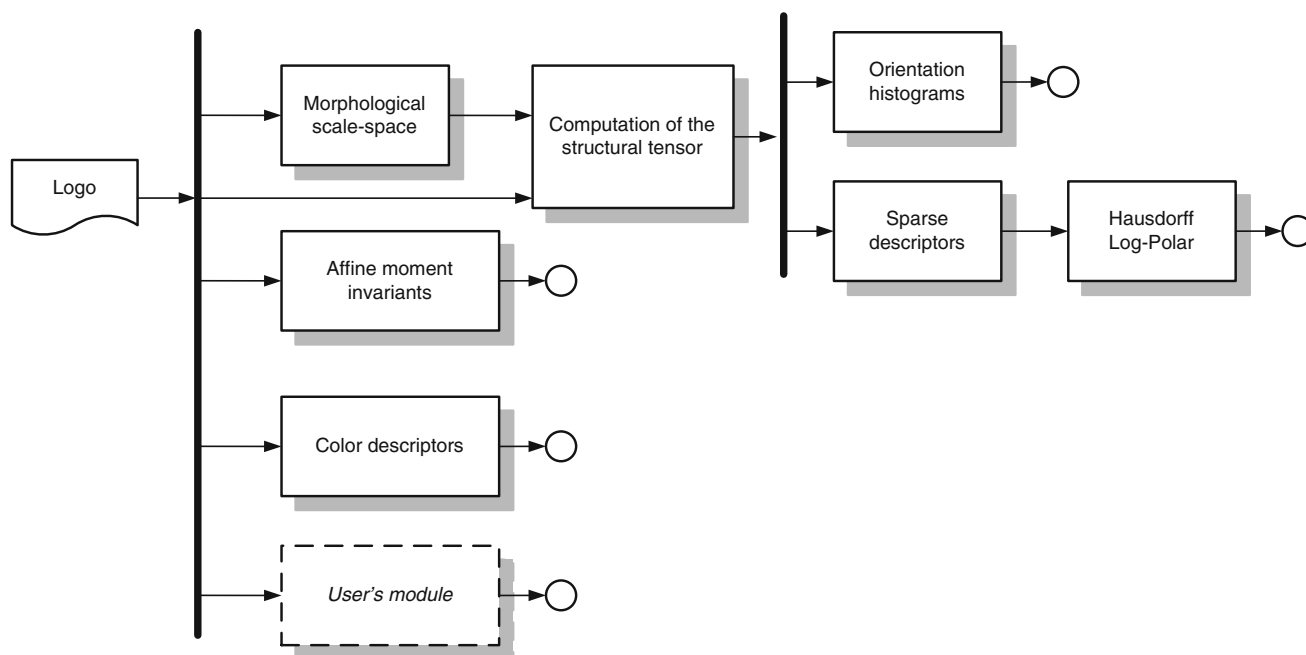 Logo
Morphological
scale-space
Computation of the
structural tensor
Orientation
histograms
Sparse
descriptors
Hausdorff
Log-Polar
Affine moment
invariants
Color descriptors
User's module